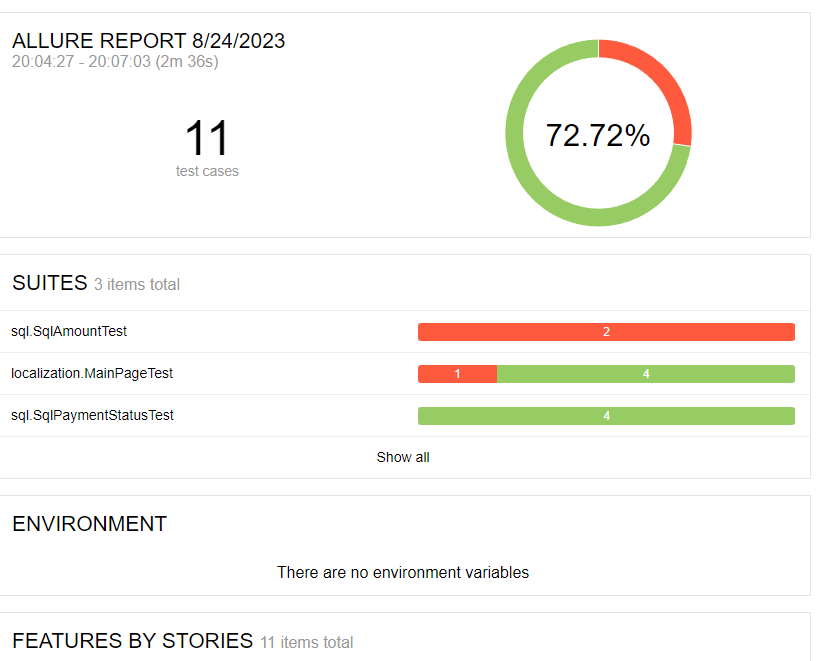 ALLURE REPORT 8/24/2023
20:04:27 - 20:07:03 (2m 36s)
11
test cases
72.72%
SUITES 3 items total
sql.SqlAmountTest 2
localization.MainPageTest 1 4
sql.SqlPaymentStatusTest 4
Show all
ENVIRONMENT
There are no environment variables
FEATURES BY STORIES 11 items total